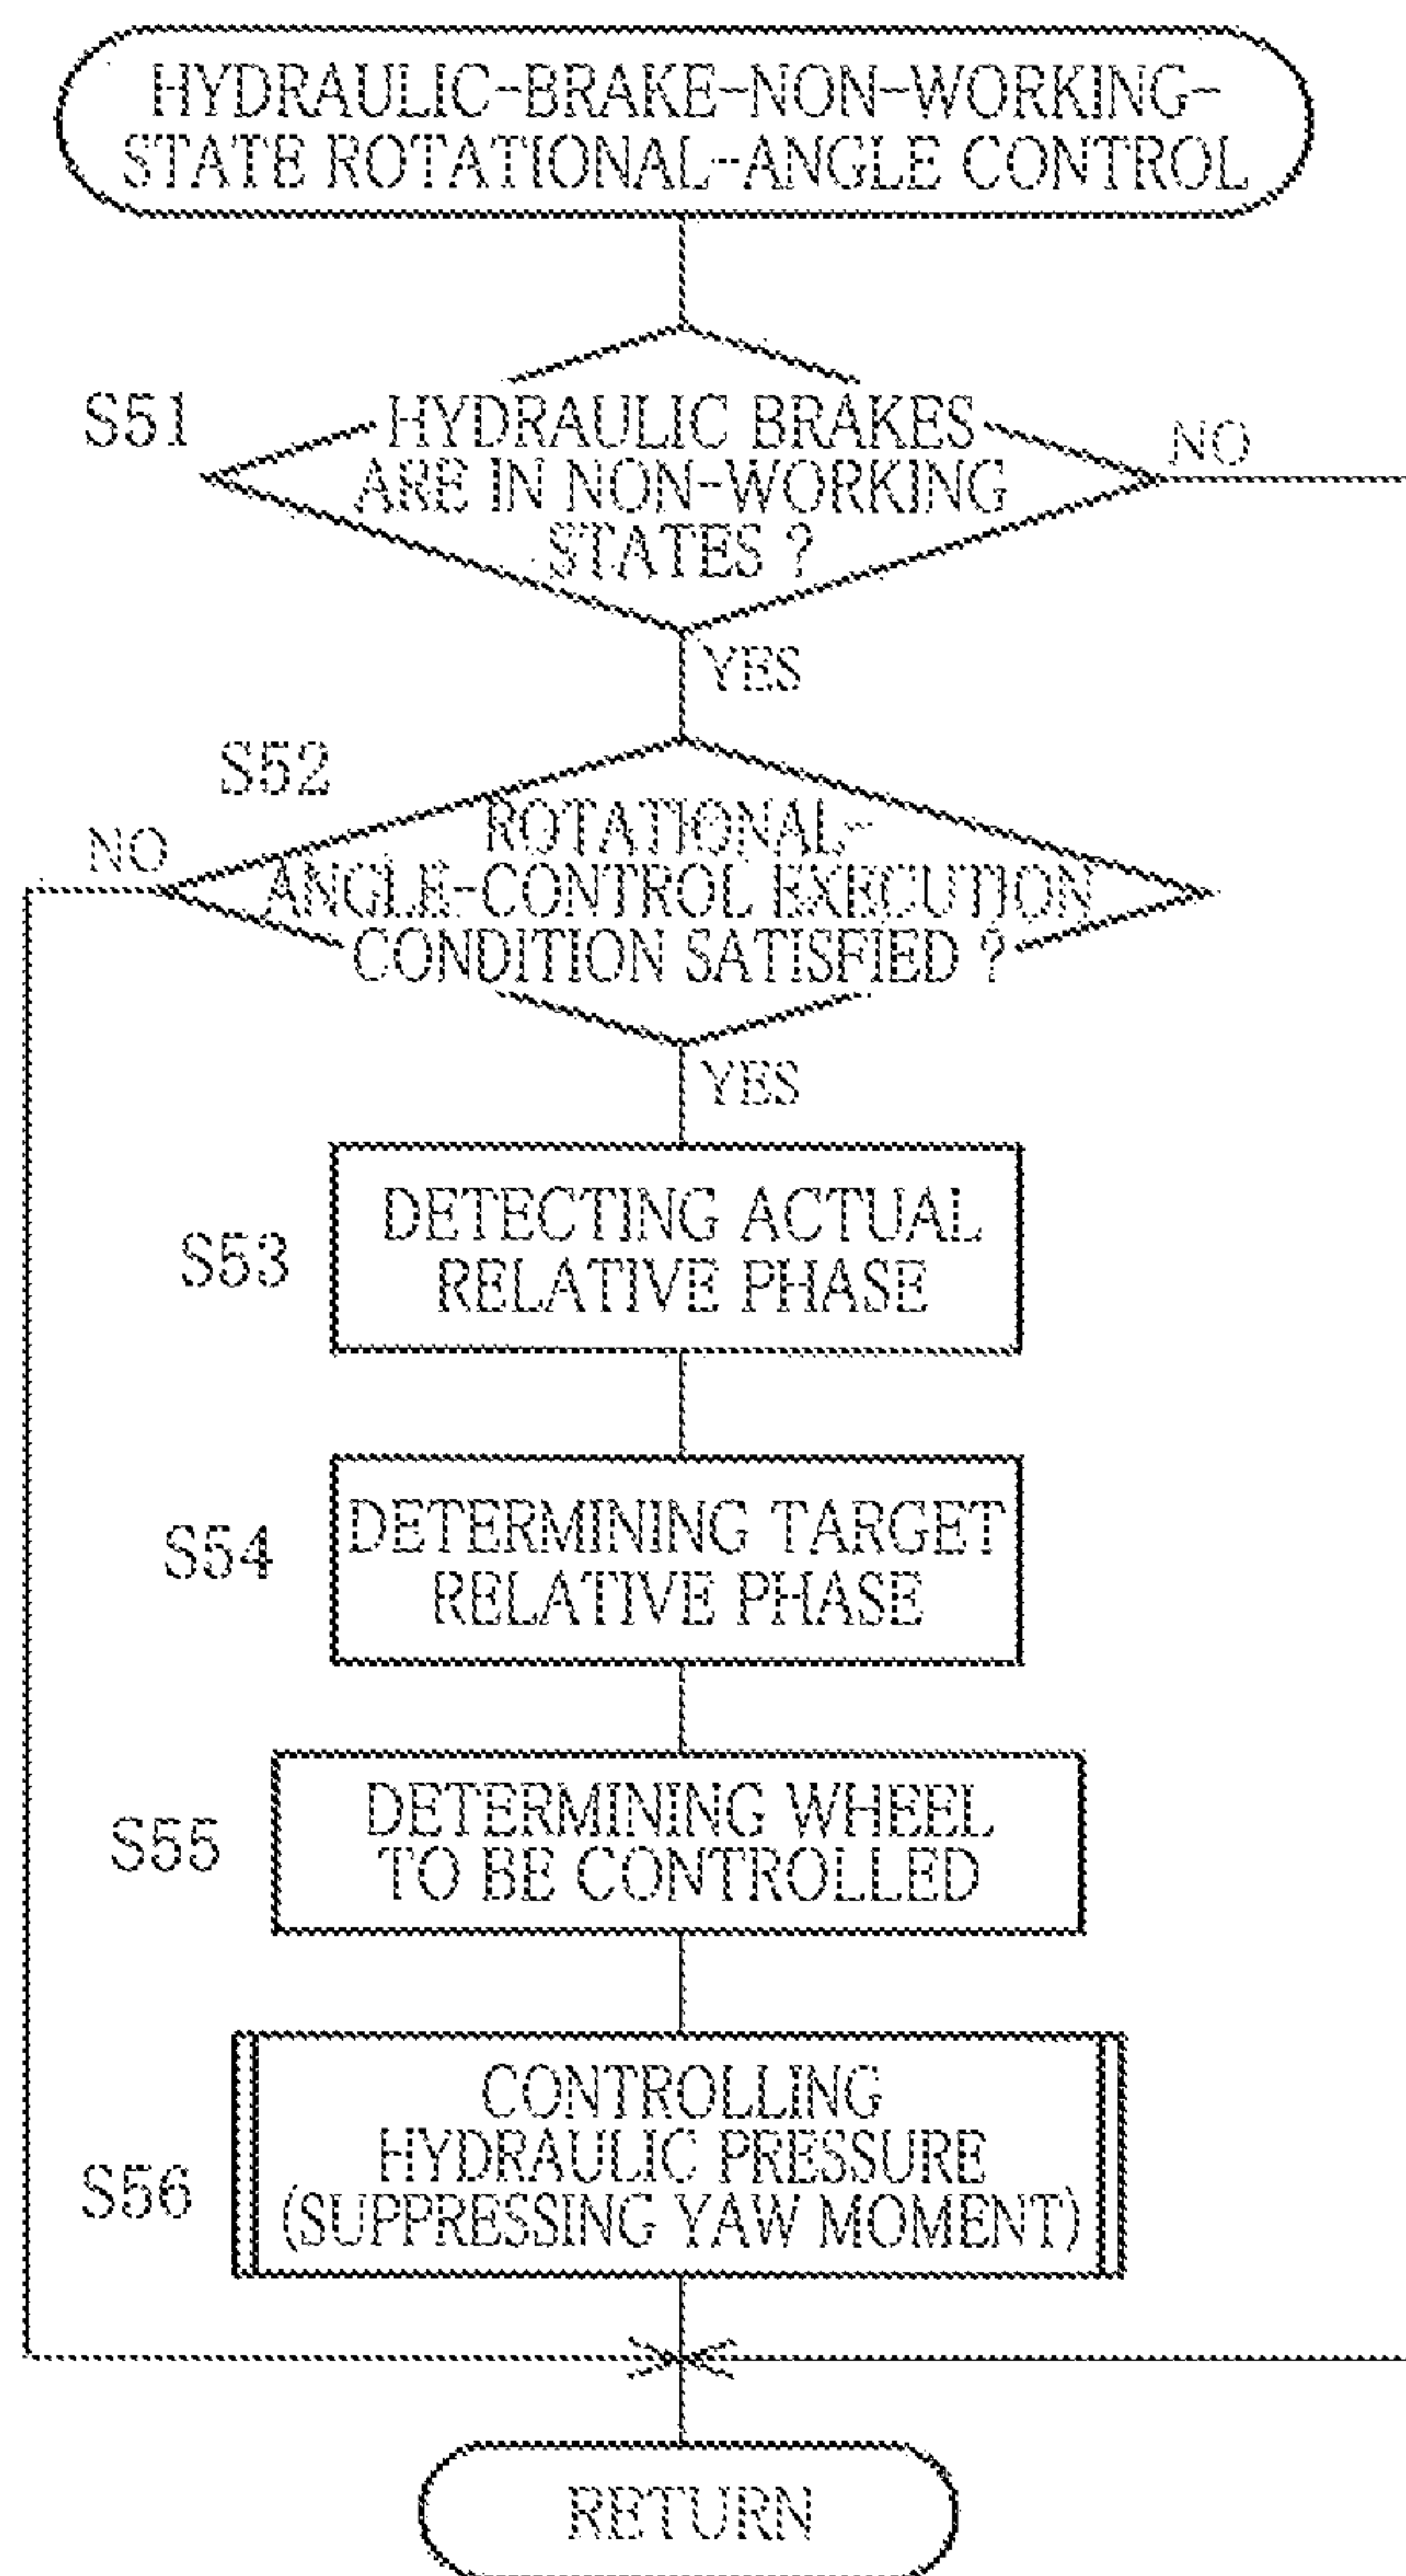 HYDRAULIC-BRAKE-NON-WORKING-
STATE ROTATIONAL-ANGLE CONTROL
S51
HYDRAULIC BRAKES
ARE IN NON-WORKING
STATES ?
NO
YES
S52
NO
ROTATIONAL-
ANGLE-CONTROL EXECUTION
CONDITION SATISFIED ?
YES
S53
DETECTING ACTUAL
RELATIVE PHASE
S54
DETERMINING TARGET
RELATIVE PHASE
S55
DETERMINING WHEEL
TO BE CONTROLLED
S56
CONTROLLING
HYDRAULIC PRESSURE
(SUPPRESSING YAW MOMENT)
RETURN